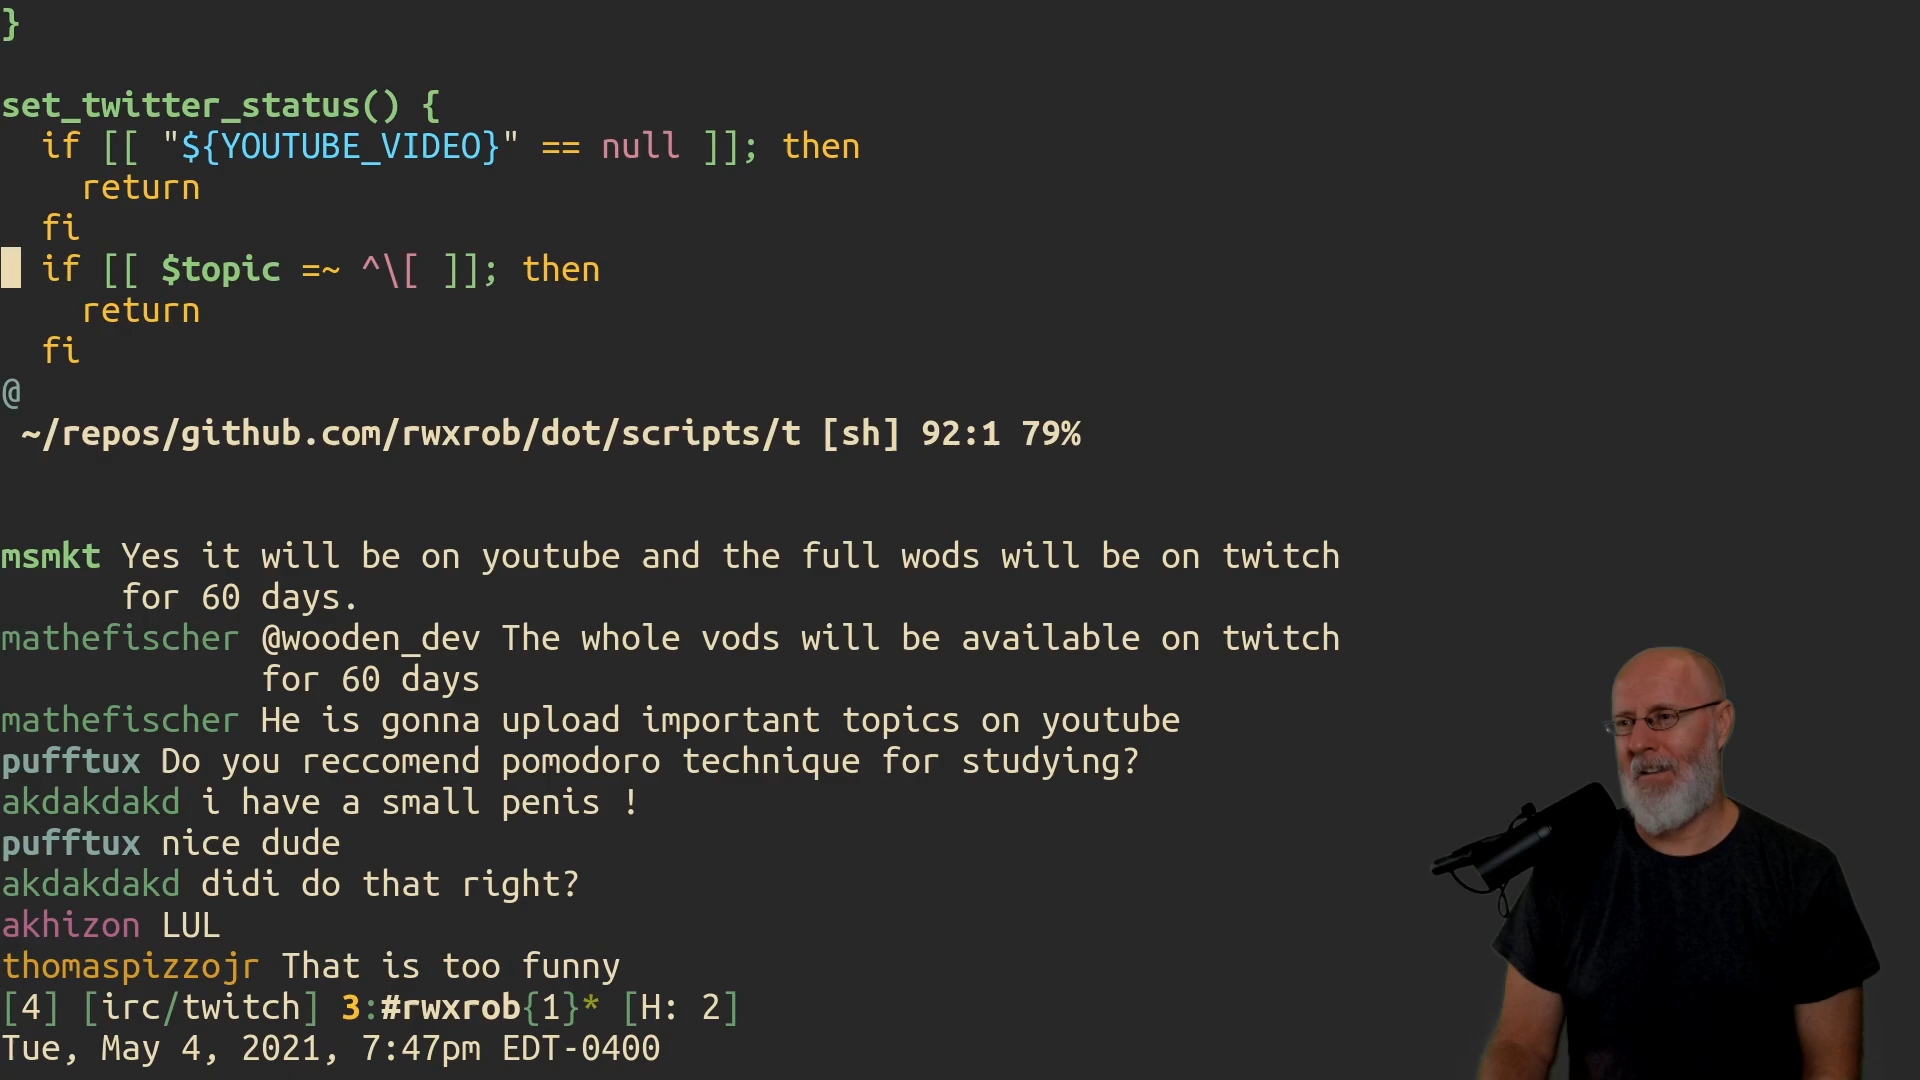 }
set_twitter_status() {
if [[ "${YOUTUBE_VIDEO}" == null ]]; then
return
fi
if [[ $topic =~ ^\[ ]]; then
return
fi
@
~/repos/github.com/rwxrob/dot/scripts/t [sh] 92:1 79%
msmkt Yes it will be on youtube and the full wods will be on twitch
for 60 days.
mathefischer @wooden_dev The whole vods will be available on twitch
for 60 days
mathefischer He is gonna upload important topics on youtube
pufftux Do you reccomend pomodoro technique for studying?
akdakdakd i have a small penis !
pufftux nice dude
akdakdakd didi do that right?
akhizon LUL
thomaspizzojr That is too funny
[4] [irc/twitch] 3:#rwxrob{1}* [H: 2]
Tue, May 4, 2021, 7:47pm EDT-0400